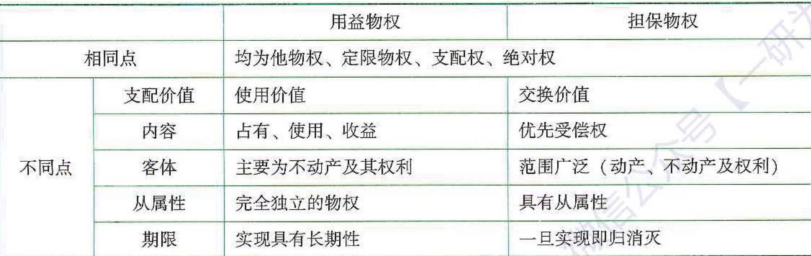 用益物权 担保物权
相同点 均为他物权、定限物权、支配权、绝对权
不同点
支配价值 使用价值 交换价值
内容 占有、使用、收益 优先受偿权
客体 主要为不动产及其权利 范围广泛（动产、不动产及权利）
从属性 完全独立的物权 具有从属性
期限 实现具有长期性 一旦实现即归消灭
微信公众号【一研